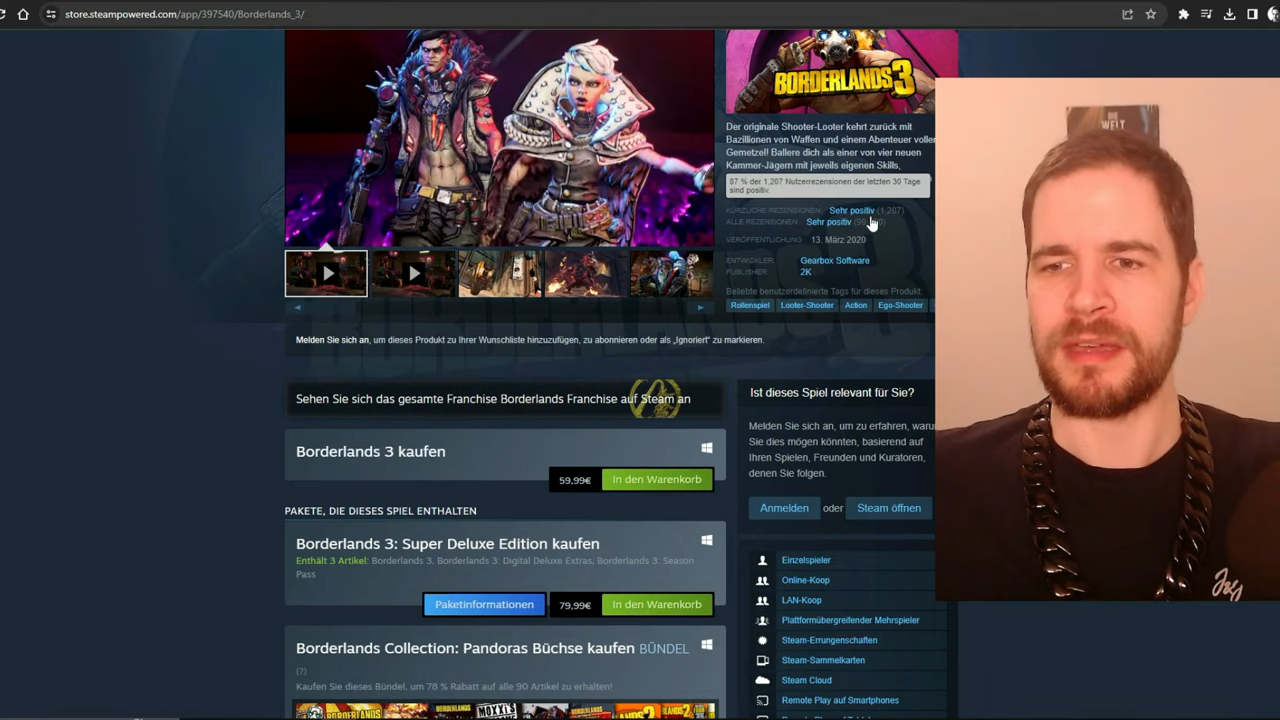 store.steampowered.com/app/397540/Borderlands_3/
BORDERLANDS 3
Der originale Shooter-Looter kehrt zurück mit
Bazillionen von Waffen und einem Abenteuer voller
Gemetzel! Ballere dich als einer von vier neuen
Kammer-Jägern mit jeweils eigenen Skills,
87 % der 1,207 Nutzerrezensionen der letzten 30 Tage
sind positiv.
KÜRZLICHE REZENSIONEN: Sehr positiv (1,207)
ALLE REZENSIONEN: Sehr positiv
VERÖFFENTLICHUNG: 13. März 2020
ENTWICKLER: Gearbox Software
PUBLISHER: 2K
Beliebte benutzerdefinierte Tags für dieses Produkt:
Rollenspiel Looter-Shooter Action Ego-Shooter
Melden Sie sich an, um dieses Produkt zu Ihrer Wunschliste hinzuzufügen, zu abonnieren oder als „Ignoriert" zu markieren.
Sehen Sie sich das gesamte Franchise Borderlands Franchise auf Steam an
Borderlands 3 kaufen
59,99€ In den Warenkorb
PAKETE, DIE DIESES SPIEL ENTHALTEN
Borderlands 3: Super Deluxe Edition kaufen
Enthält 3 Artikel: Borderlands 3, Borderlands 3: Digital Deluxe Extras, Borderlands 3: Season
Pass
Paketinformationen 79,99€ In den Warenkorb
Borderlands Collection: Pandoras Büchse kaufen BÜNDEL
(?)
Kaufen Sie dieses Bündel, um 78 % Rabatt auf alle 90 Artikel zu erhalten!
Ist dieses Spiel relevant für Sie?
Melden Sie sich an, um zu erfahren, waru
Sie dies mögen könnten, basierend auf
Ihren Spielen, Freunden und Kuratoren,
denen Sie folgen.
Anmelden oder Steam öffnen
Einzelspieler
Online-Koop
LAN-Koop
Plattformübergreifender Mehrspieler
Steam-Errungenschaften
Steam-Sammelkarten
Steam Cloud
Remote Play auf Smartphones
WELT